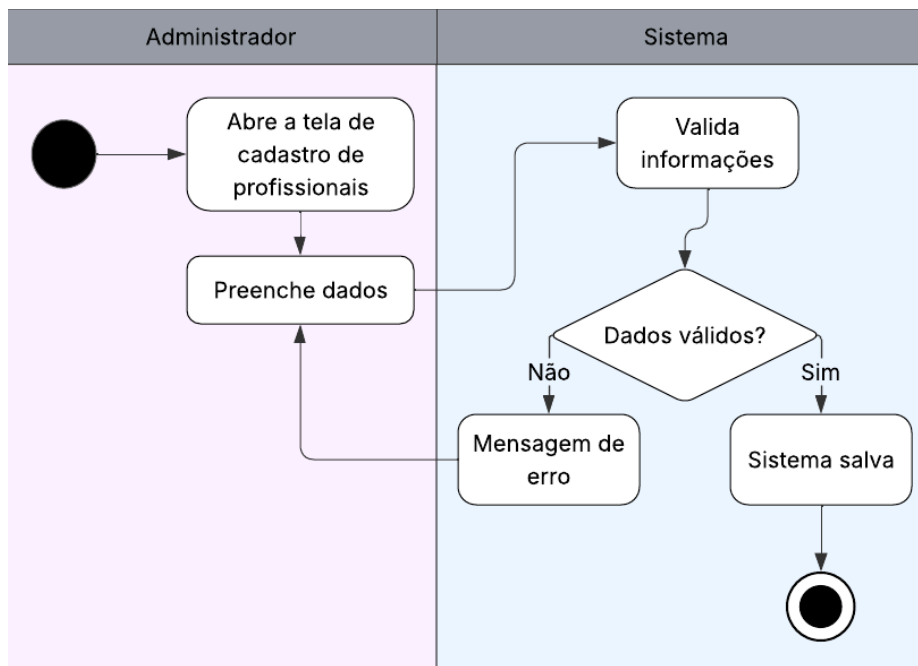 Administrador
Sistema
Abre a tela de
cadastro de
profissionais
Valida
informações
Preenche dados
Dados válidos?
Não
Sim
Mensagem de
erro
Sistema salva